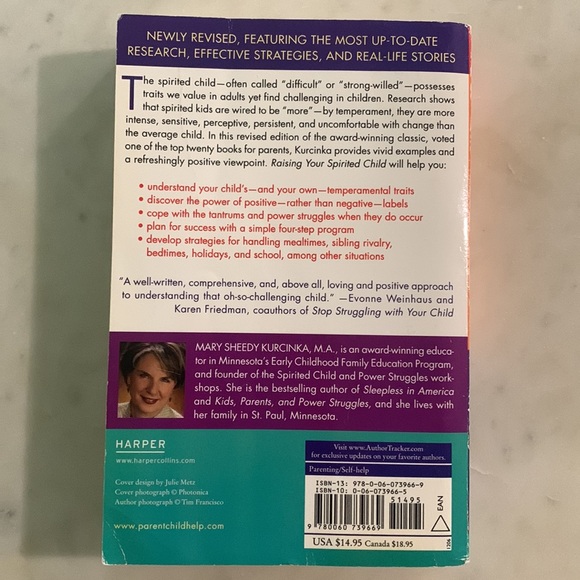 NEWLY REVISED, FEATURING THE MOST UP-TO-DATE
RESEARCH, EFFECTIVE STRATEGIES, AND REAL-LIFE STORIES
The spirited child—often called "difficult" or "strong-willed"—possesses
traits we value in adults yet find challenging in children. Research shows
that spirited kids are wired to be "more"—by temperament, they are more
intense, sensitive, perceptive, persistent, and uncomfortable with change than
the average child. In this revised edition of the award-winning classic, voted
one of the top twenty books for parents, Kurcinka provides vivid examples and
a refreshingly positive viewpoint. Raising Your Spirited Child will help you:
• understand your child's—and your own—temperamental traits
• discover the power of positive—rather than negative—labels
• cope with the tantrums and power struggles when they do occur
• plan for success with a simple four-step program
• develop strategies for handling mealtimes, sibling rivalry,
bedtimes, holidays, and school, among other situations
"A well-written, comprehensive, and, above all, loving and positive approach
to understanding that oh-so-challenging child." —Evonne Weinhaus and
Karen Friedman, coauthors of Stop Struggling with Your Child
MARY SHEEDY KURCINKA, M.A., is an award-winning educa-
tor in Minnesota's Early Childhood Family Education Program,
and founder of the Spirited Child and Power Struggles work-
shops. She is the bestselling author of Sleepless in America
and Kids, Parents, and Power Struggles, and she lives with
her family in St. Paul, Minnesota.
HARPER
www.harpercollins.com
Cover design by Julie Metz
Cover photograph © Photonica
Author photograph © Tim Francisco
www.parentchildhelp.com
Visit www.AuthorTracker.com
for exclusive updates on your favorite authors.
Parenting/Self-help
ISBN-13: 978-0-06-073966-9
ISBN-10: 0-06-073966-5
51495
9 780060 739669
EAN
1206
USA $14.95 Canada $18.95